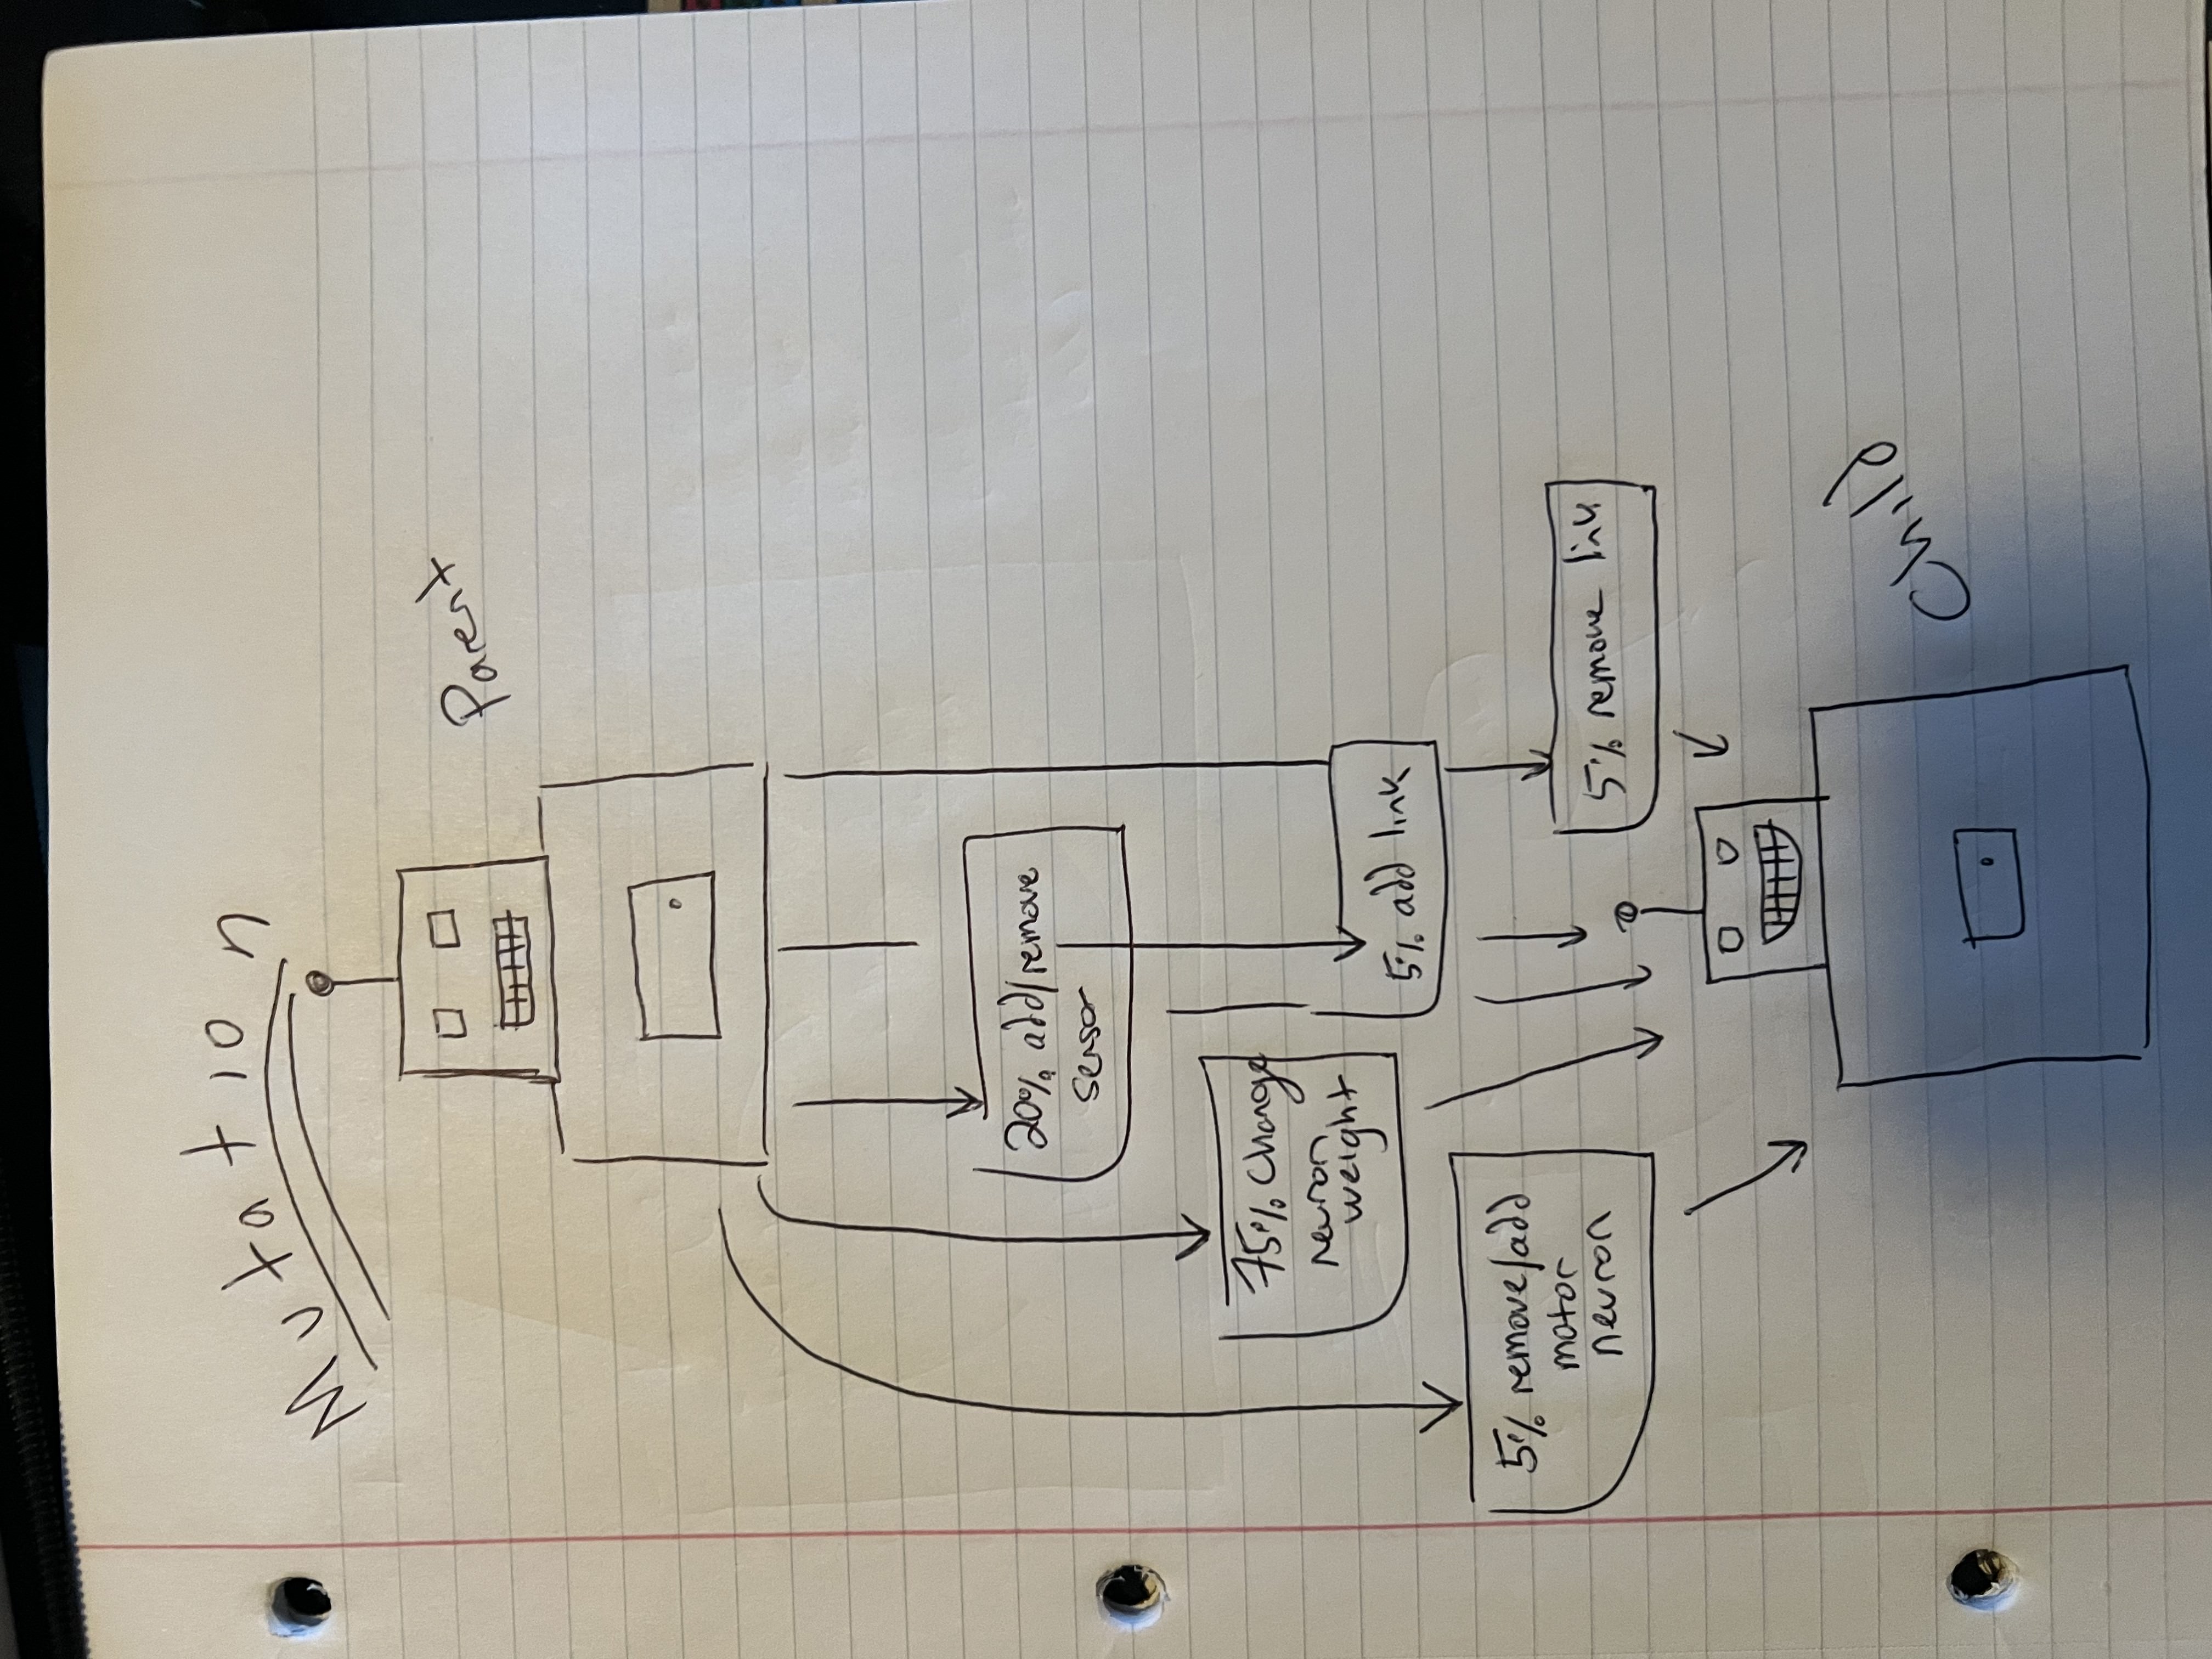 Mutation
Parent
20% add/remove
sensor
75% change
neuron
weight
5% add link
5% remove/add
motor
neuron
5% remove link
Child